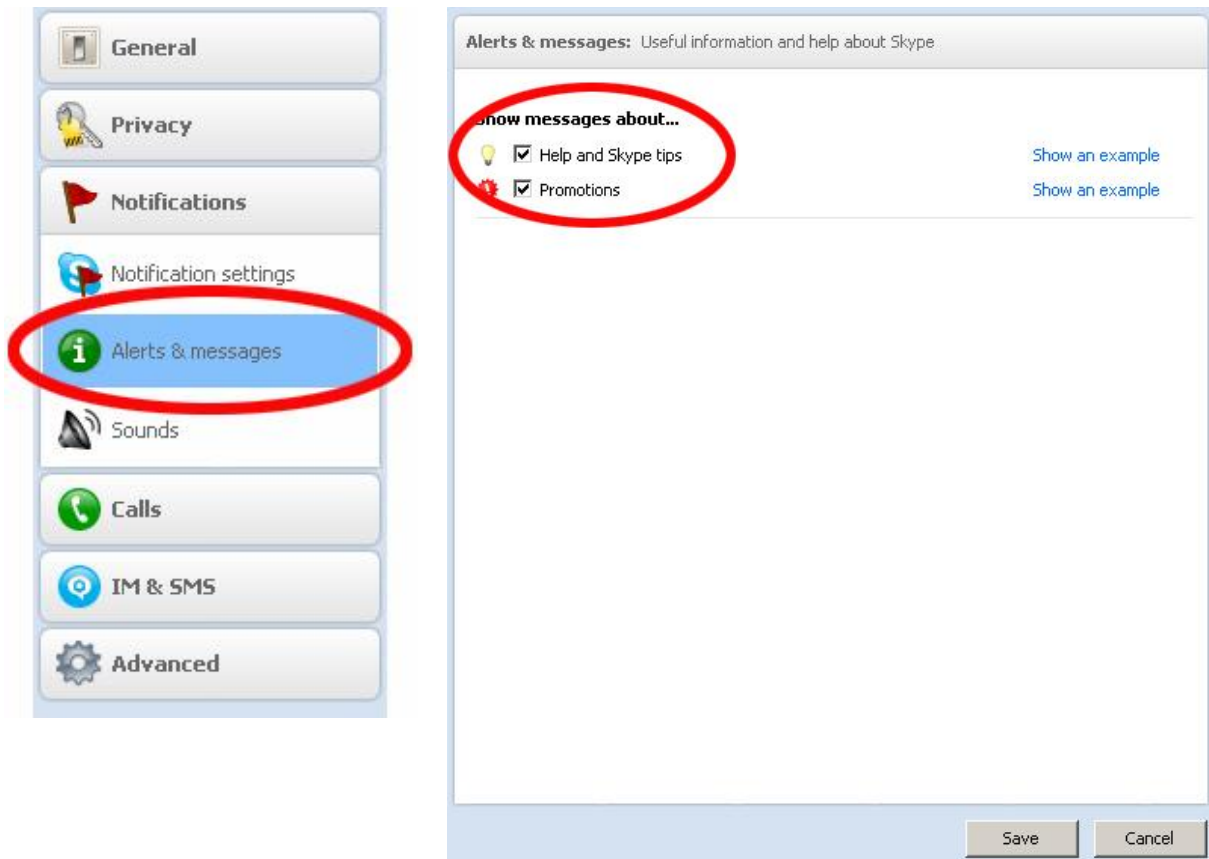 General
Privacy
Notifications
Notification settings
Alerts & messages
Sounds
Calls
IM & SMS
Advanced
Alerts & messages: Useful information and help about Skype
Show messages about...
Help and Skype tips Show an example
Promotions Show an example
Save Cancel